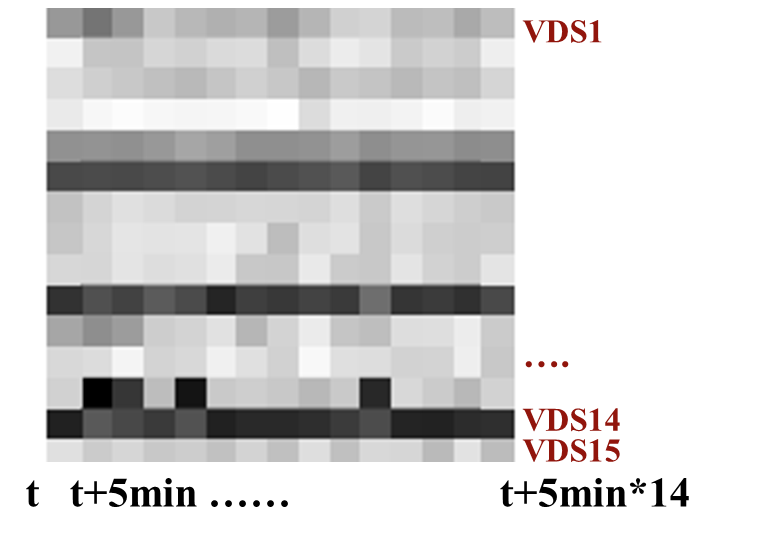 VDS1
….
VDS14
VDS15
t t+5min …… t+5min*14